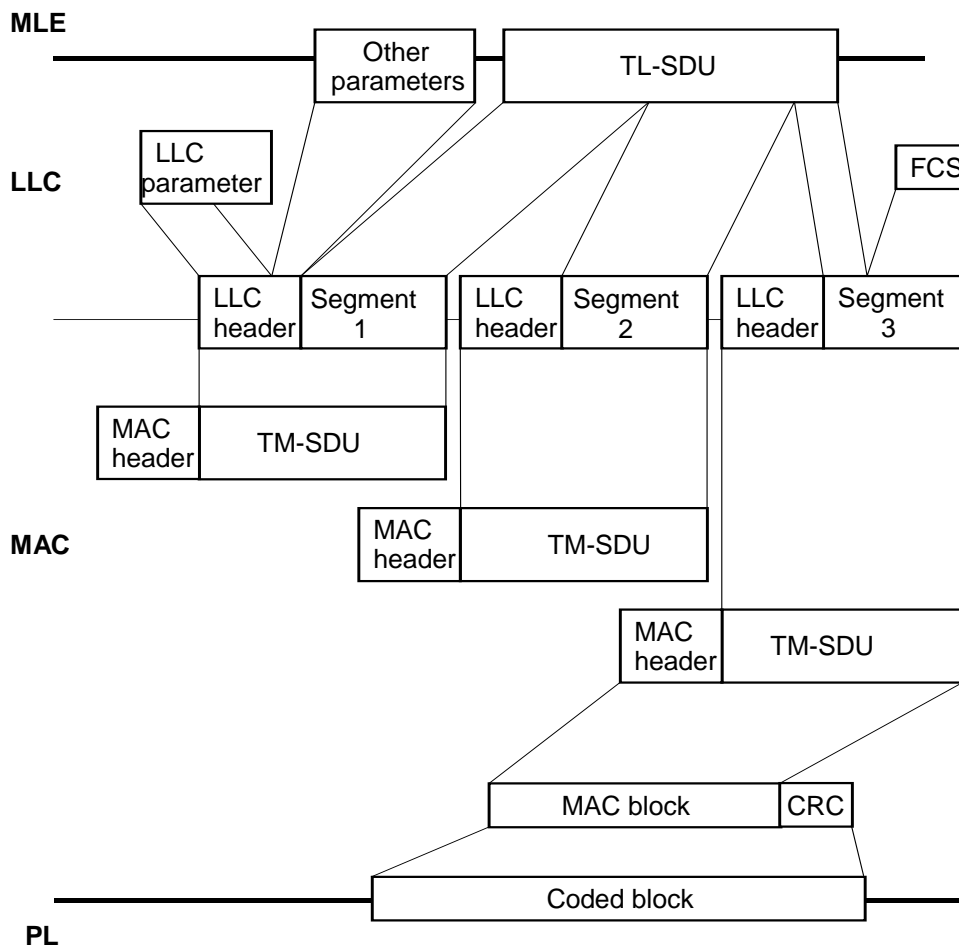 MLE
Other
parameters
TL-SDU
LLC
parameter
LLC
FCS
LLC
header
Segment
1
LLC
header
Segment
2
LLC
header
Segment
3
MAC
header
TM-SDU
MAC
MAC
header
TM-SDU
MAC
header
TM-SDU
MAC block
CRC
Coded block
PL